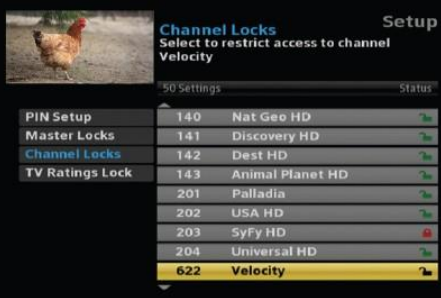 Setup
Channel Locks
Select to restrict access to channel
Velocity
50 Settings Status
PIN Setup
Master Locks
Channel Locks
TV Ratings Lock
140 Nat Geo HD
141 Discovery HD
142 Dest HD
143 Animal Planet HD
201 Palladia
202 USA HD
203 SyFy HD
204 Universal HD
622 Velocity